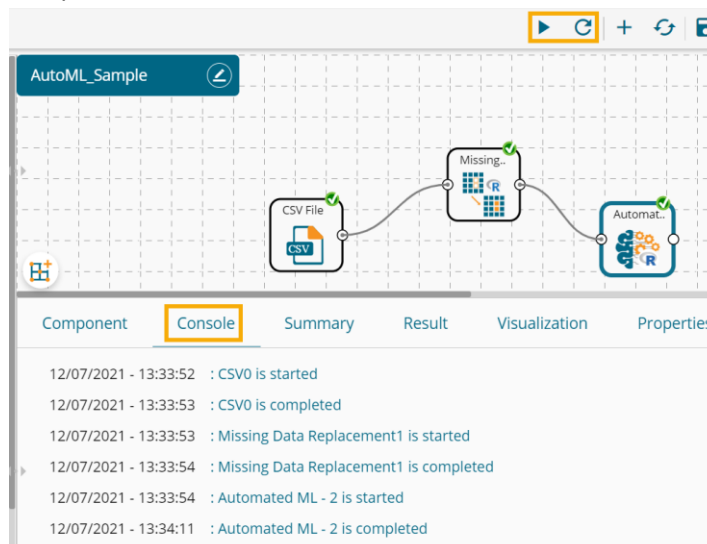 AutoML_Sample
Missing..
R
CSV File
CSV
Automat..
R
Component Console Summary Result Visualization Properties
12/07/2021 - 13:33:52 : CSV0 is started
12/07/2021 - 13:33:53 : CSV0 is completed
12/07/2021 - 13:33:53 : Missing Data Replacement1 is started
12/07/2021 - 13:33:54 : Missing Data Replacement1 is completed
12/07/2021 - 13:33:54 : Automated ML - 2 is started
12/07/2021 - 13:34:11 : Automated ML - 2 is completed